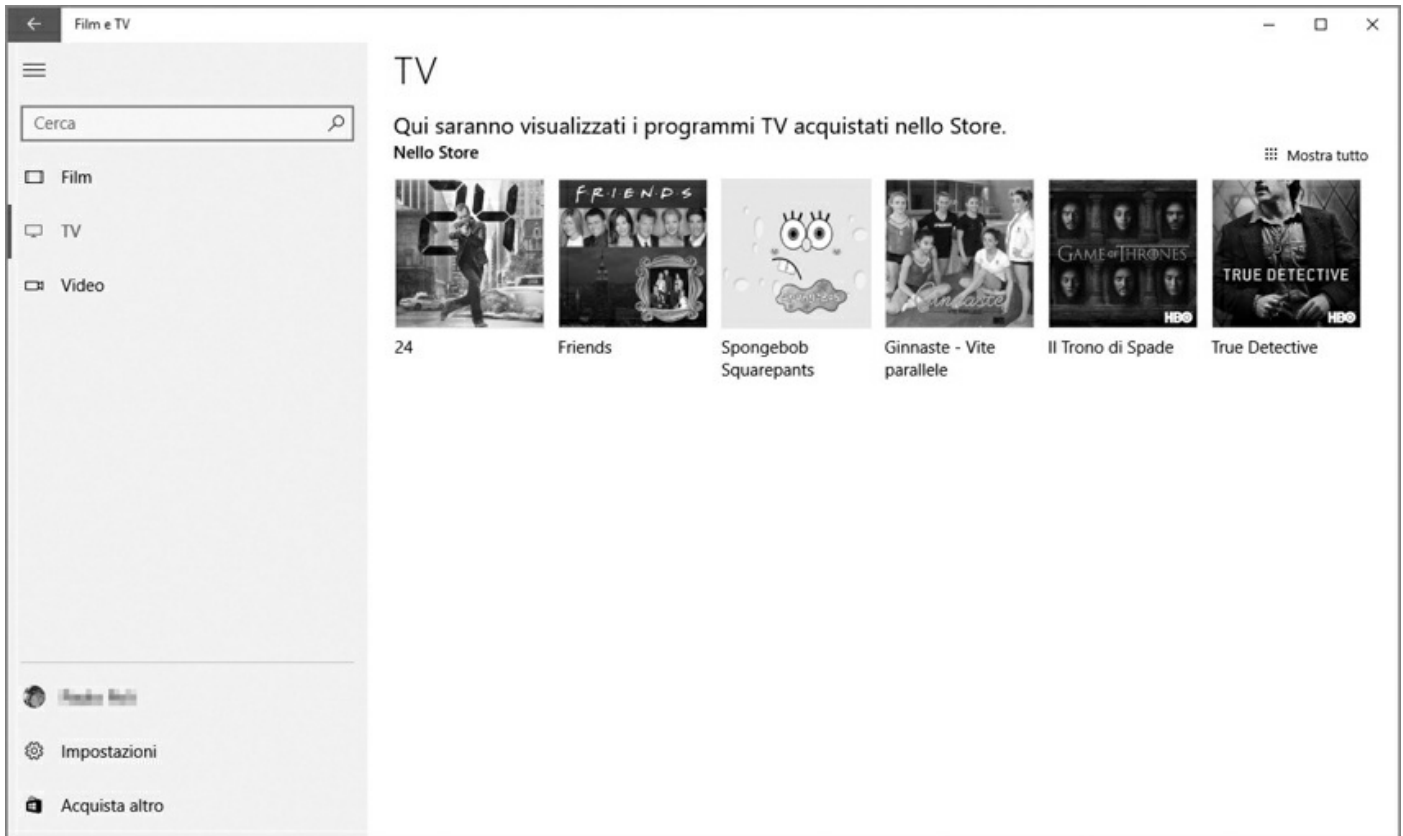 Film e TV
Cerca
Film
TV
Video
Impostazioni
Acquista altro
TV
Qui saranno visualizzati i programmi TV acquistati nello Store.
Nello Store
Mostra tutto
24
F·R·I·E·N·D·S
GAME OF THRONES
HBO
TRUE DETECTIVE
HBO
24
Friends
Spongebob
Squarepants
Ginnaste - Vite
parallele
Il Trono di Spade
True Detective